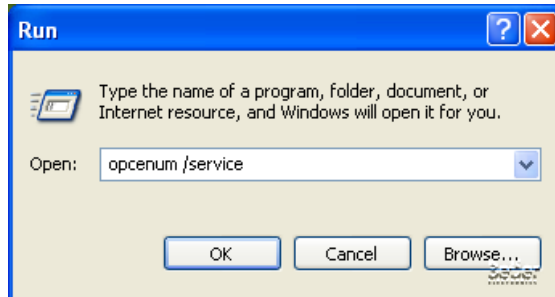 Run
Type the name of a program, folder, document, or
Internet resource, and Windows will open it for you.
Open: opcenum /service
OK Cancel Browse...